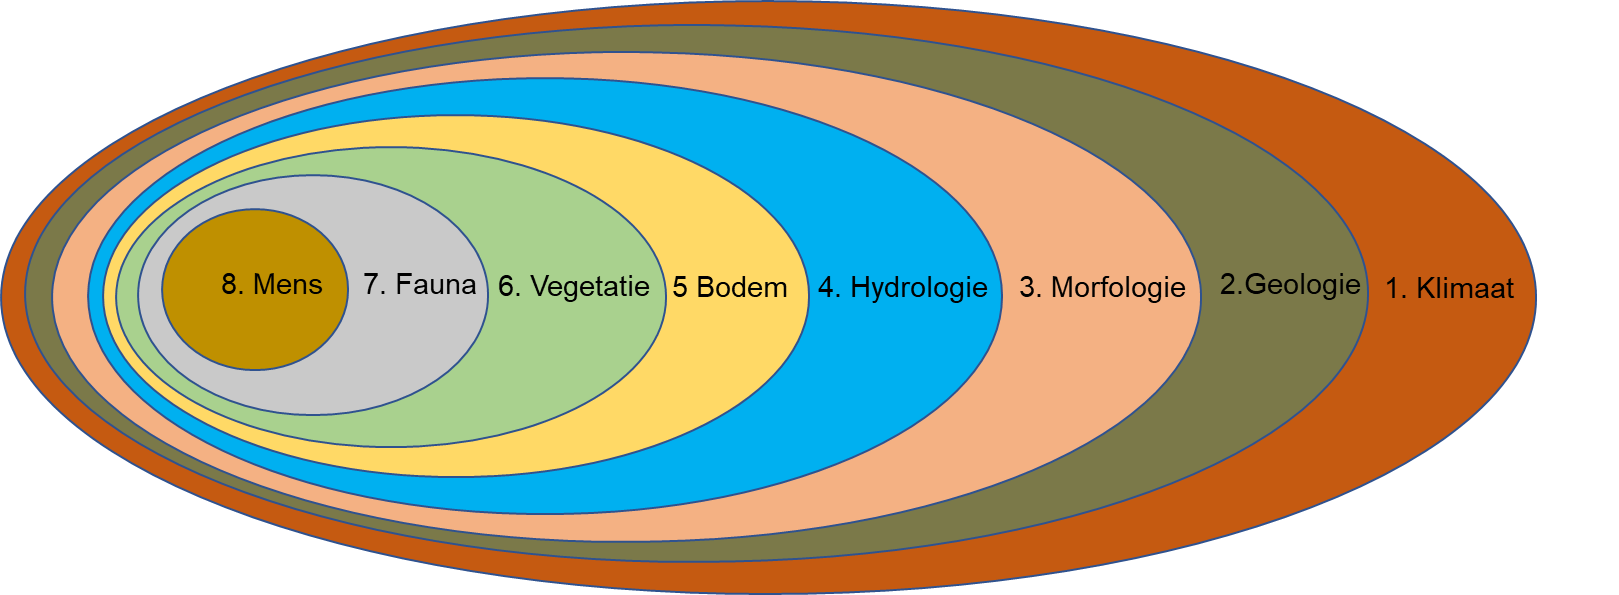 8. Mens
7. Fauna
6. Vegetatie
5 Bodem
4. Hydrologie
3. Morfologie
2.Geologie
1. Klimaat